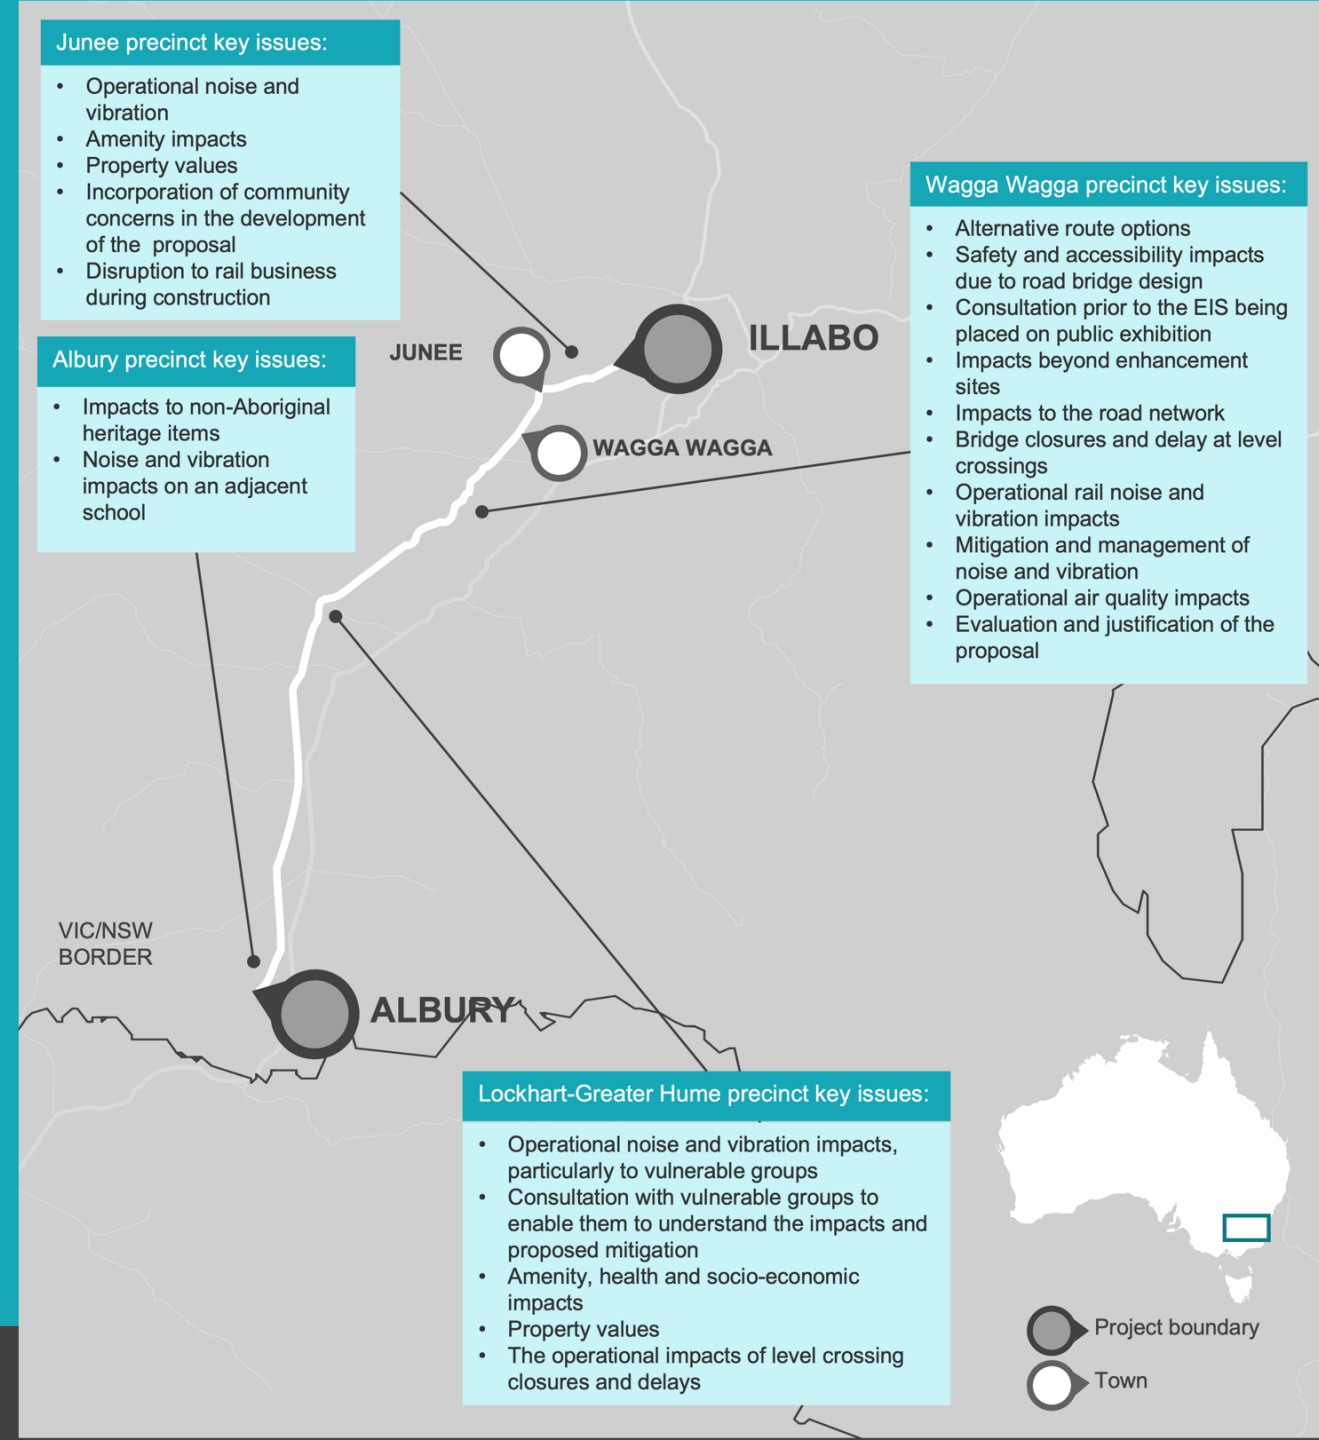 Junee precinct key issues:
• Operational noise and
vibration
• Amenity impacts
• Property values
• Incorporation of community
concerns in the development
of the  proposal
• Disruption to rail business
during construction
Wagga Wagga precinct key issues:
• Alternative route options
• Safety and accessibility impacts
due to road bridge design
• Consultation prior to the EIS being
placed on public exhibition
• Impacts beyond enhancement
sites
• Impacts to the road network
• Bridge closures and delay at level
crossings
• Operational rail noise and
vibration impacts
• Mitigation and management of
noise and vibration
• Operational air quality impacts
• Evaluation and justification of the
proposal
Albury precinct key issues:
• Impacts to non-Aboriginal
heritage items
• Noise and vibration
impacts on an adjacent
school
JUNEE
ILLABO
WAGGA WAGGA
VIC/NSW
BORDER
ALBURY
Lockhart-Greater Hume precinct key issues:
• Operational noise and vibration impacts,
particularly to vulnerable groups
• Consultation with vulnerable groups to
enable them to understand the impacts and
proposed mitigation
• Amenity, health and socio-economic
impacts
• Property values
• The operational impacts of level crossing
closures and delays
Project boundary
Town